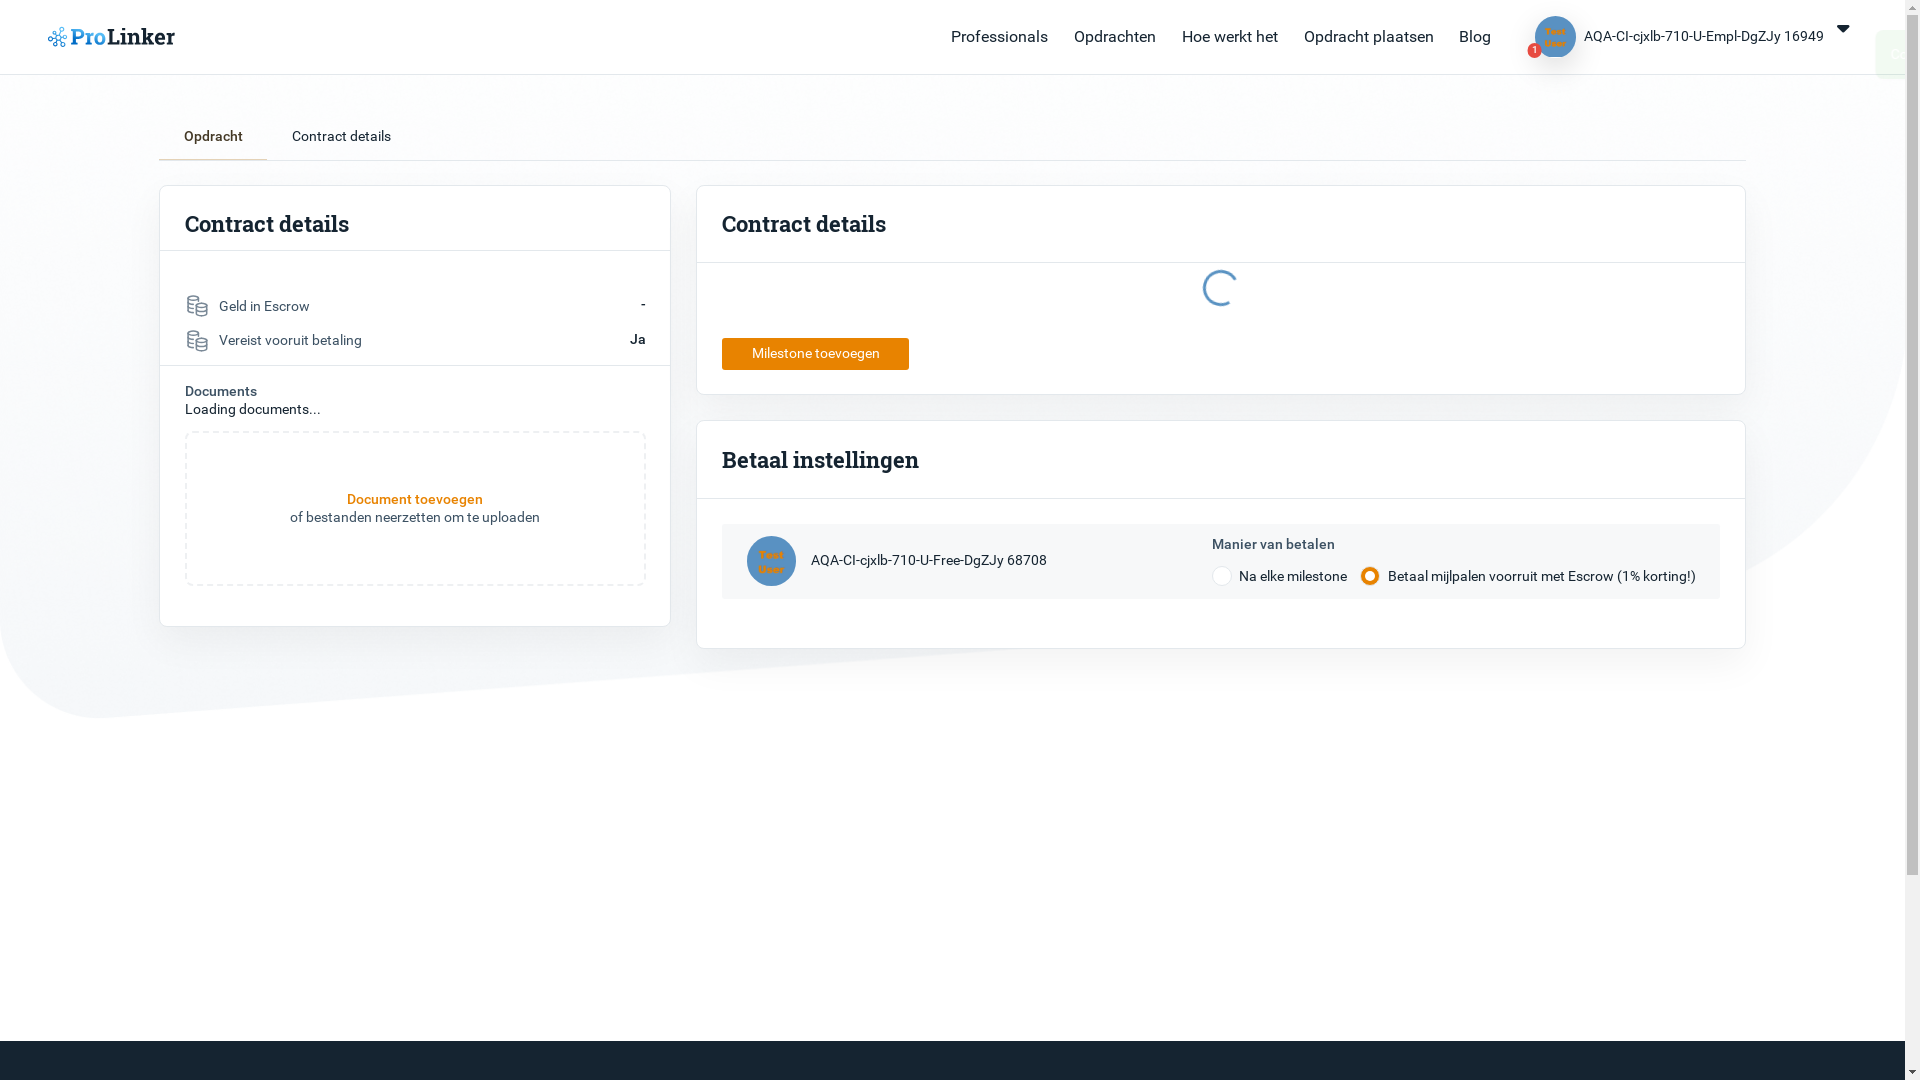 ProLinker
Professionals
Opdrachten
Hoe werkt het
Opdracht plaatsen
Blog
Test User
1
AQA-CI-cjxlb-710-U-Empl-DgZJy 16949
Opdracht
Contract details
Contract details
Geld in Escrow
-
Vereist vooruit betaling
Ja
Documents
Loading documents...
Document toevoegen
of bestanden neerzetten om te uploaden
Contract details
Milestone toevoegen
Betaal instellingen
Test
User
AQA-CI-cjxlb-710-U-Free-DgZJy 68708
Manier van betalen
Na elke milestone
Betaal mijlpalen voorruit met Escrow (1% korting!)